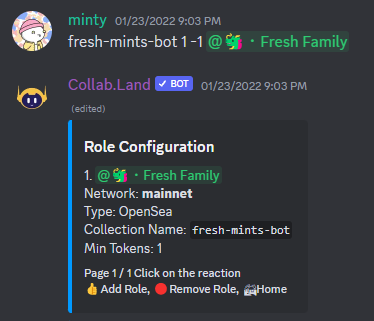 minty 01/23/2022 9:03 PM
fresh-mints-bot 1 -1 @🐲・Fresh Family
Collab.Land ✓ BOT 01/23/2022 9:03 PM
(edited)
Role Configuration
1. @🐲・Fresh Family
Network: mainnet
Type: OpenSea
Collection Name: fresh-mints-bot
Min Tokens: 1
Page 1 / 1 Click on the reaction
👍 Add Role, 🔴 Remove Role, 🏘Home